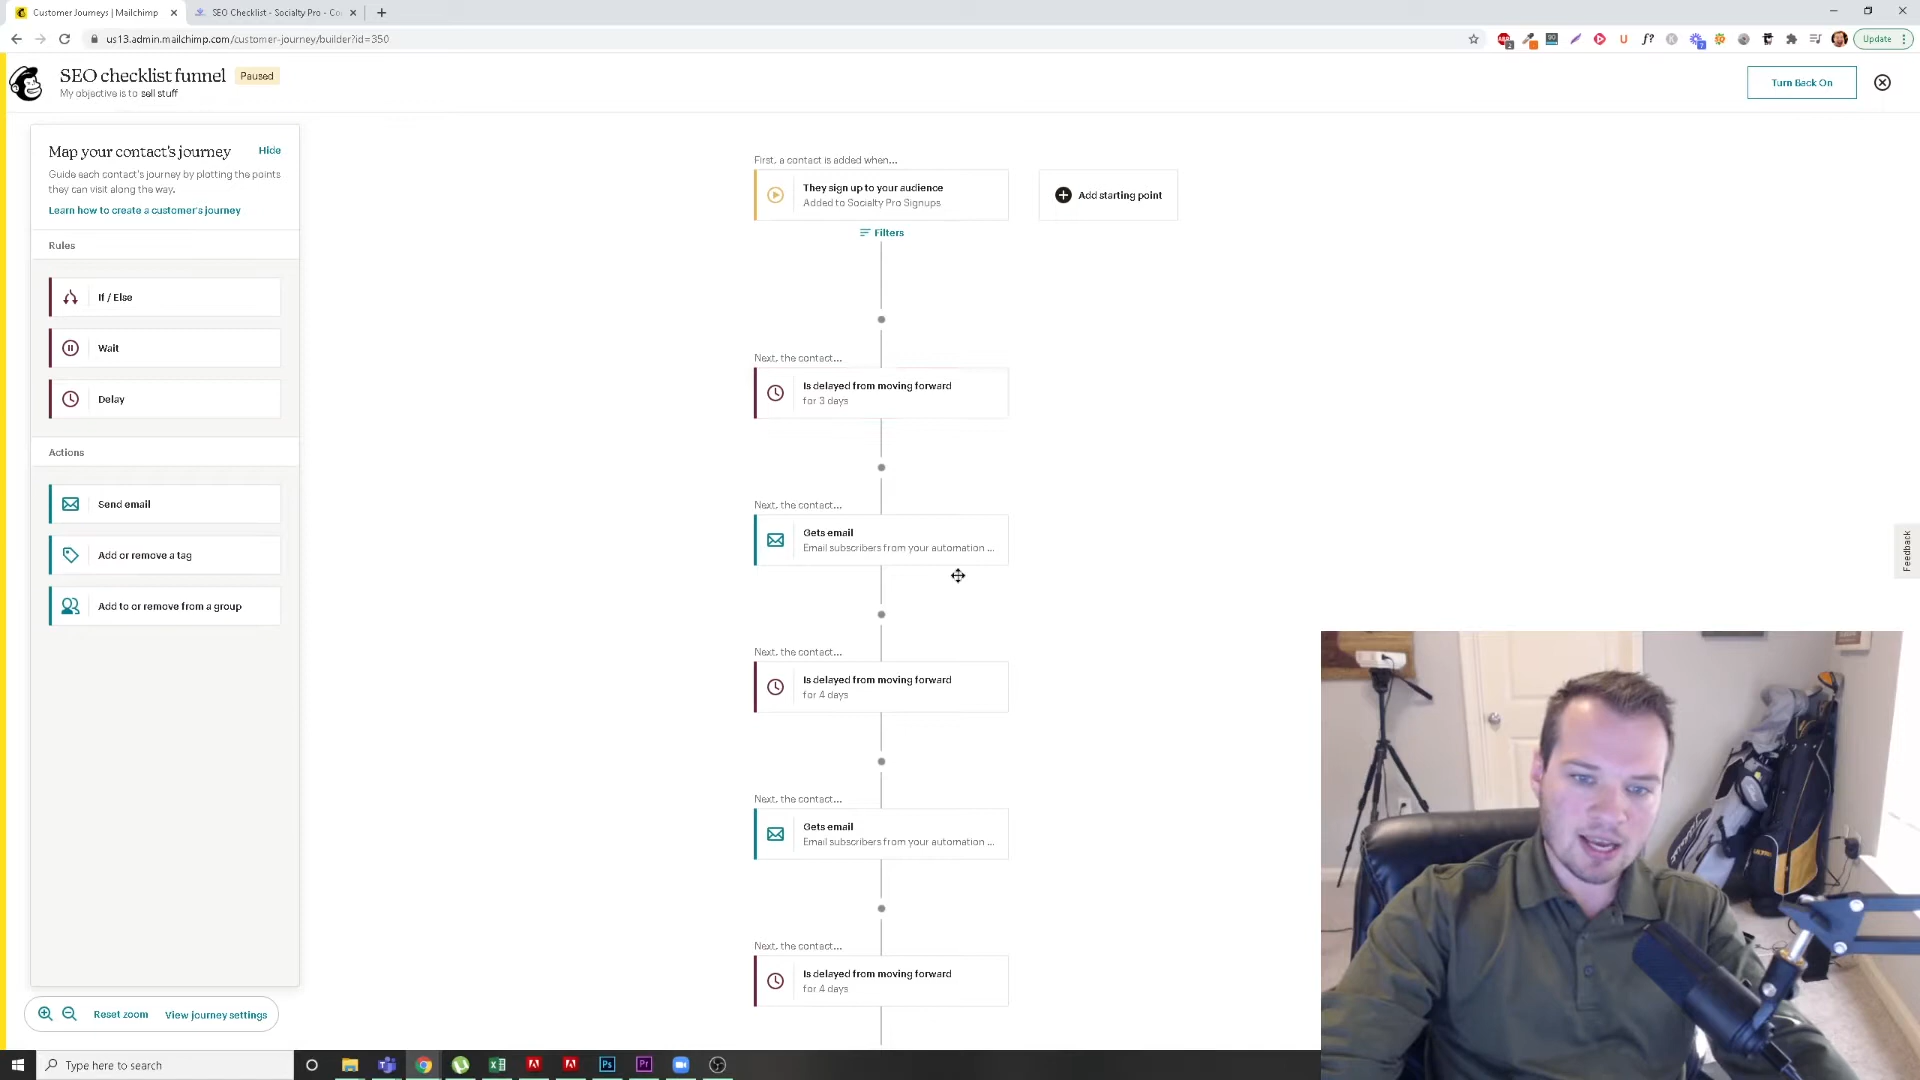 Customer Journeys | Mailchimp
SEO Checklist - Socialty Pro - Co
us13.admin.mailchimp.com/customer-journey/builder?id=350
Update
SEO checklist funnel
Paused
My objective is to sell stuff
Turn Back On
Map your contact's journey
Hide
Guide each contact's journey by plotting the points
they can visit along the way.
Learn how to create a customer's journey
Rules
If / Else
Wait
Delay
Actions
Send email
Add or remove a tag
Add to or remove from a group
Reset zoom
View journey settings
First, a contact is added when...
They sign up to your audience
Added to Socialty Pro Signups
Add starting point
Filters
Next, the contact...
Is delayed from moving forward
for 3 days
Next, the contact...
Gets email
Email subscribers from your automation ...
Next, the contact...
Is delayed from moving forward
for 4 days
Next, the contact...
Gets email
Email subscribers from your automation ...
Next, the contact...
Is delayed from moving forward
for 4 days
Feedback
Type here to search
Ps
Pr